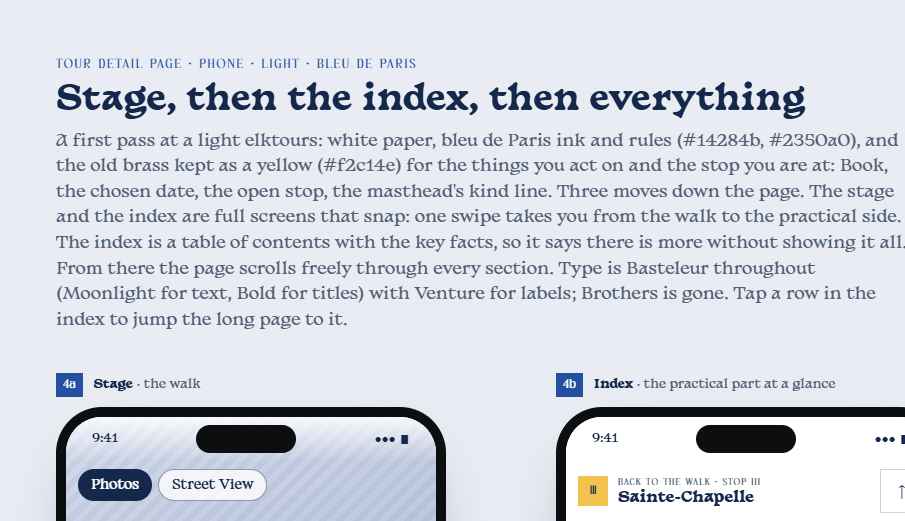 TOUR DETAIL PAGE · PHONE · LIGHT · BLEU DE PARIS
Stage, then the index, then everything
A first pass at a light elktours: white paper, bleu de Paris ink and rules (#14284b, #2350a0), and
the old brass kept as a yellow (#f2c14e) for the things you act on and the stop you are at: Book,
the chosen date, the open stop, the masthead's kind line. Three moves down the page. The stage
and the index are full screens that snap: one swipe takes you from the walk to the practical side.
The index is a table of contents with the key facts, so it says there is more without showing it all.
From there the page scrolls freely through every section. Type is Basteleur throughout
(Moonlight for text, Bold for titles) with Venture for labels; Brothers is gone. Tap a row in the
index to jump the long page to it.
4a Stage · the walk
4b Index · the practical part at a glance
9:41
Photos Street View
9:41
III
BACK TO THE WALK · STOP III
Sainte-Chapelle